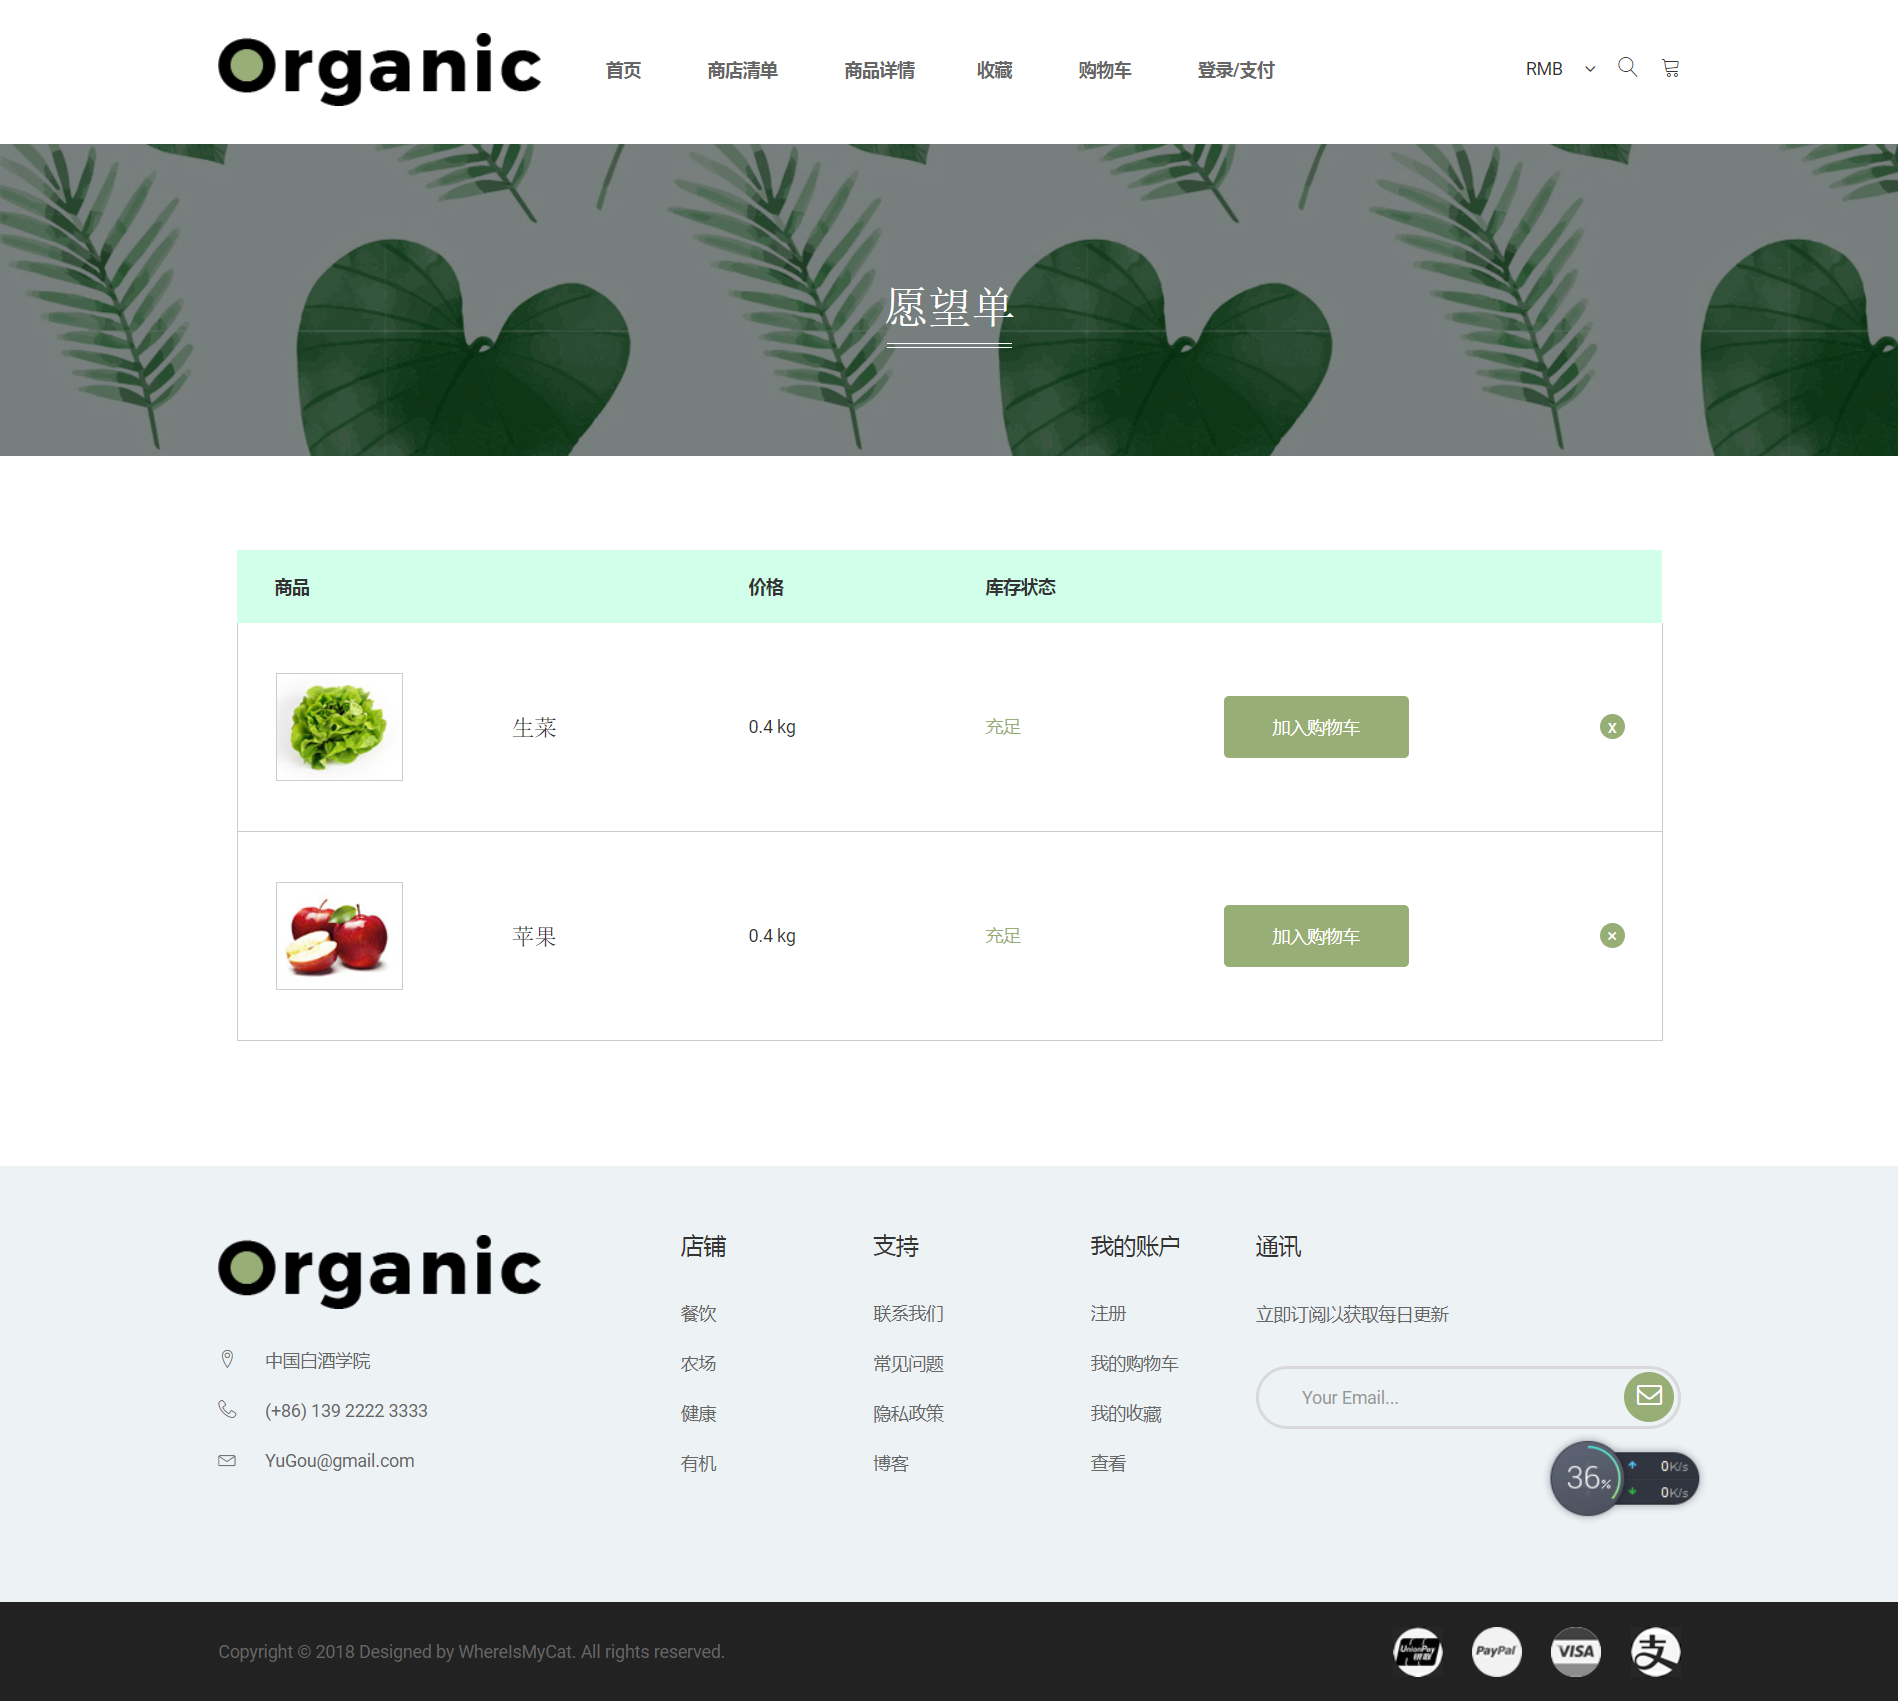 Organic
首页 商店清单 商品详情 收藏 购物车 登录/支付 RMB
愿望单
商品 价格 库存状态
生菜 0.4 kg 充足 加入购物车 x
苹果 0.4 kg 充足 加入购物车 ×
Organic
中国白酒学院
(+86) 139 2222 3333
YuGou@gmail.com
店铺
餐饮
农场
健康
有机
支持
联系我们
常见问题
隐私政策
博客
我的账户
注册
我的购物车
我的收藏
查看
通讯
立即订阅以获取每日更新
Your Email...
36%
0K/s
0K/s
Copyright © 2018 Designed by WhereIsMyCat. All rights reserved.
UnionPay 银联 PayPal VISA 支